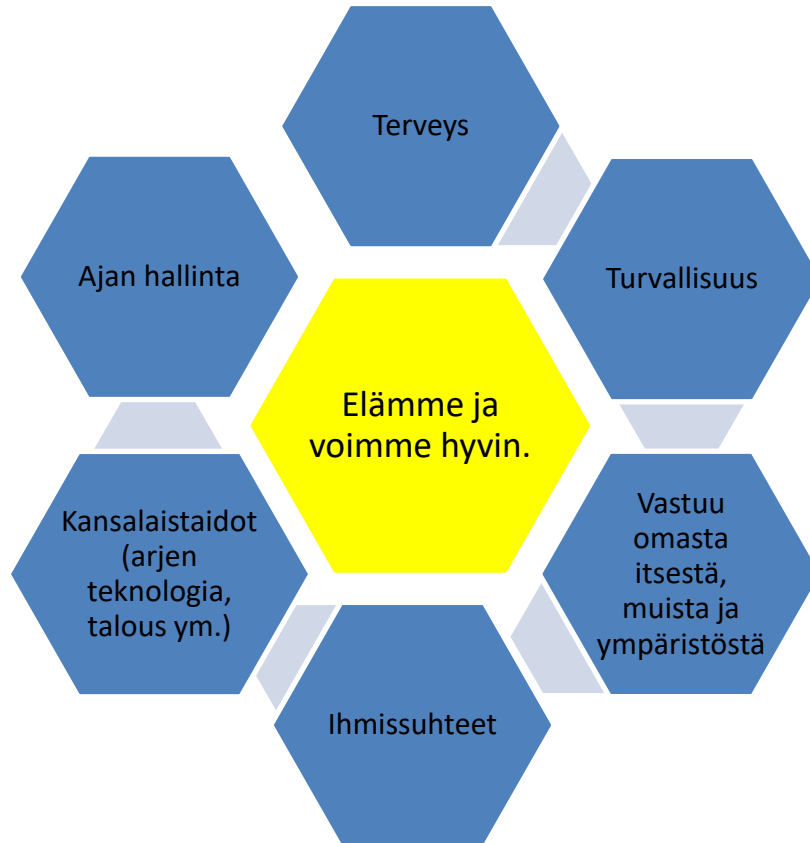 Terveys
Turvallisuus
Vastuu
omasta
itsestä,
muista ja
ympäristöstä
Ihmissuhteet
Kansalaistaidot
(arjen
teknologia,
talous ym.)
Ajan hallinta
Elämme ja
voimme hyvin.